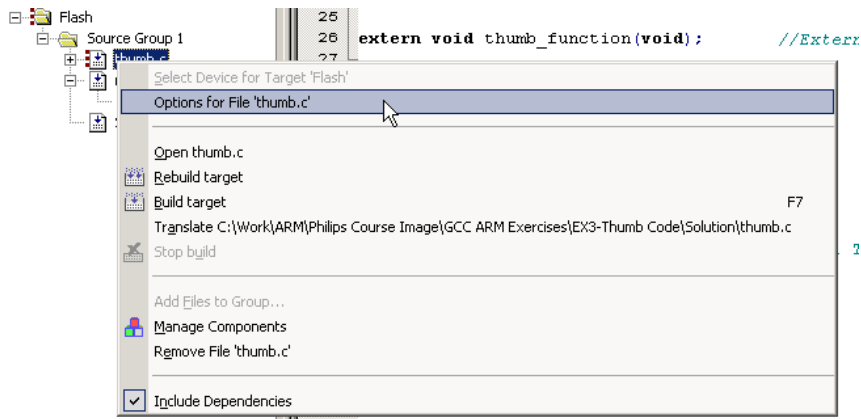 Flash
Source Group 1
thumb.c
25
26 extern void thumb_function(void); //Extern
27
Select Device for Target 'Flash'
Options for File 'thumb.c'
Open thumb.c
Rebuild target
Build target F7
Translate C:\Work\ARM\Philips Course Image\GCC ARM Exercises\EX3-Thumb Code\Solution\thumb.c
Stop build
Add Files to Group...
Manage Components
Remove File 'thumb.c'
Include Dependencies